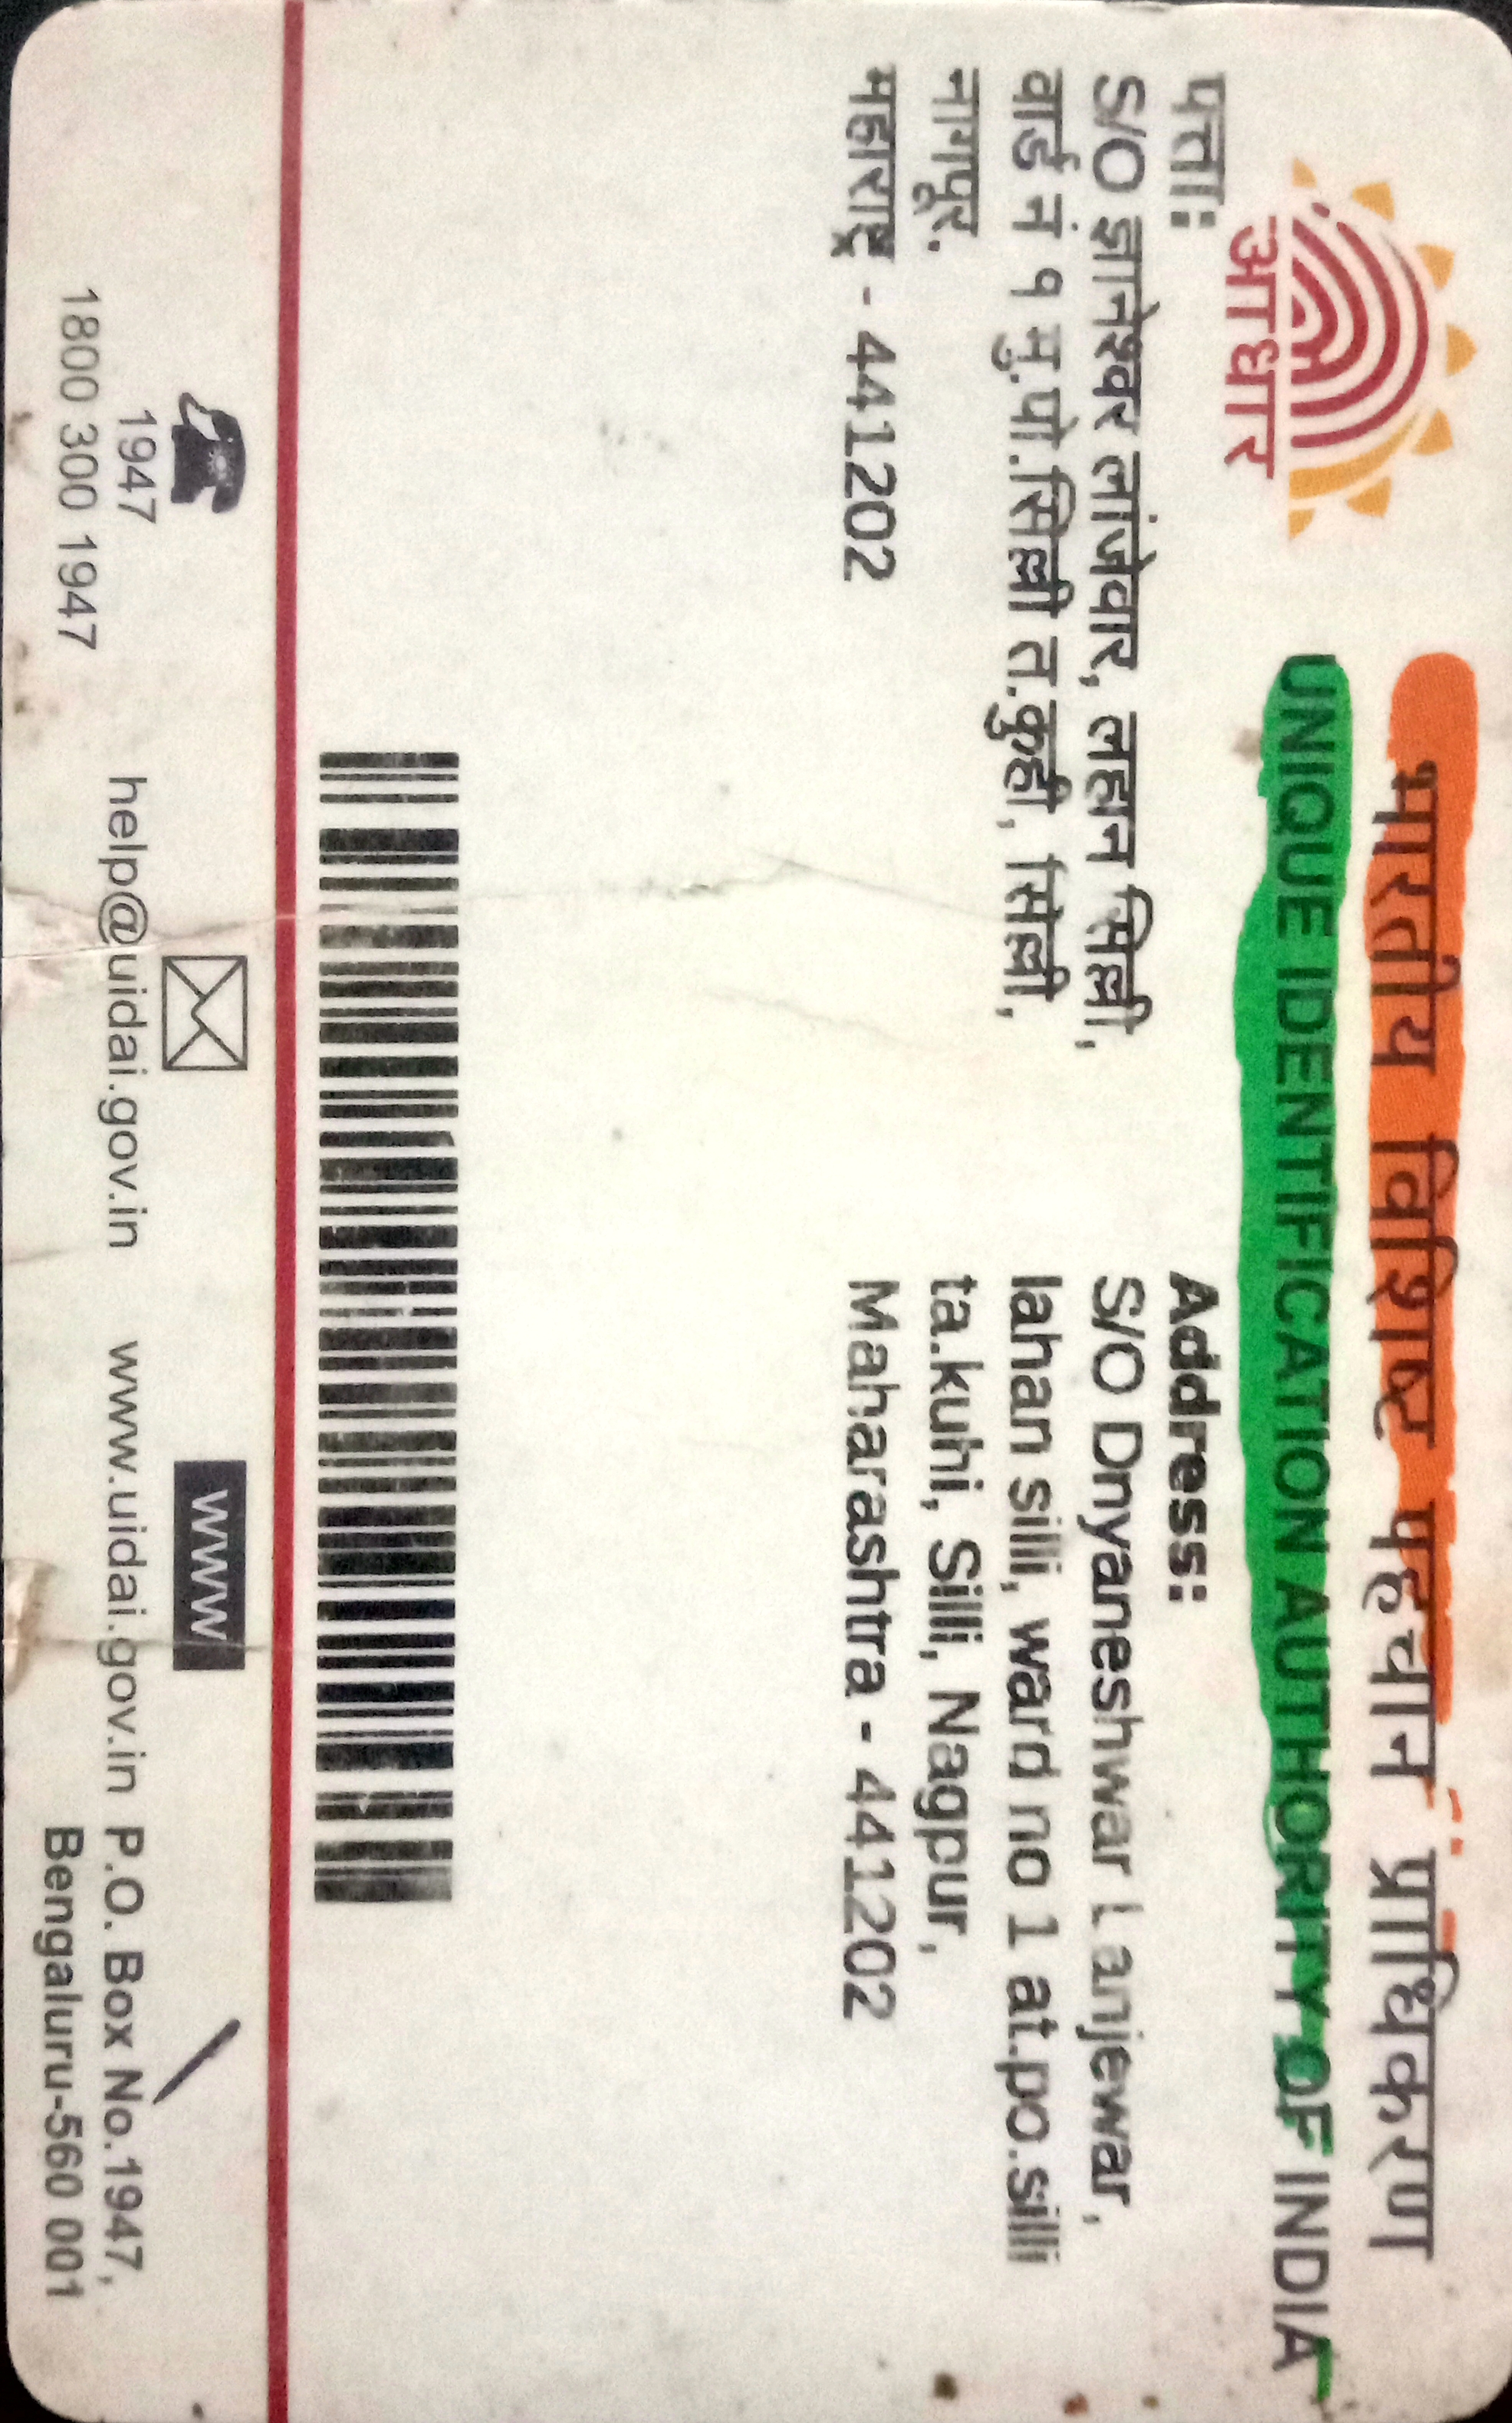 भारतीय विशिष्ट पहचान प्राधिकरण
UNIQUE IDENTIFICATION AUTHORITY OF INDIA
आधार
पत्ता:
S/O ज्ञानेश्वर लांजेवार, लहान सिल्ली,
वार्ड नं १ मु.पो.सिल्ली त.कुही, सिल्ली,
नागपूर,
महाराष्ट्र - 441202
Address:
S/O Dnyaneshwar Lanjewar,
lahan silli, ward no 1 at.po.silli
ta.kuhi, Silli, Nagpur,
Maharashtra - 441202
1947
1800 300 1947
help@uidai.gov.in
WWW
www.uidai.gov.in
P.O. Box No.1947,
Bengaluru-560 001